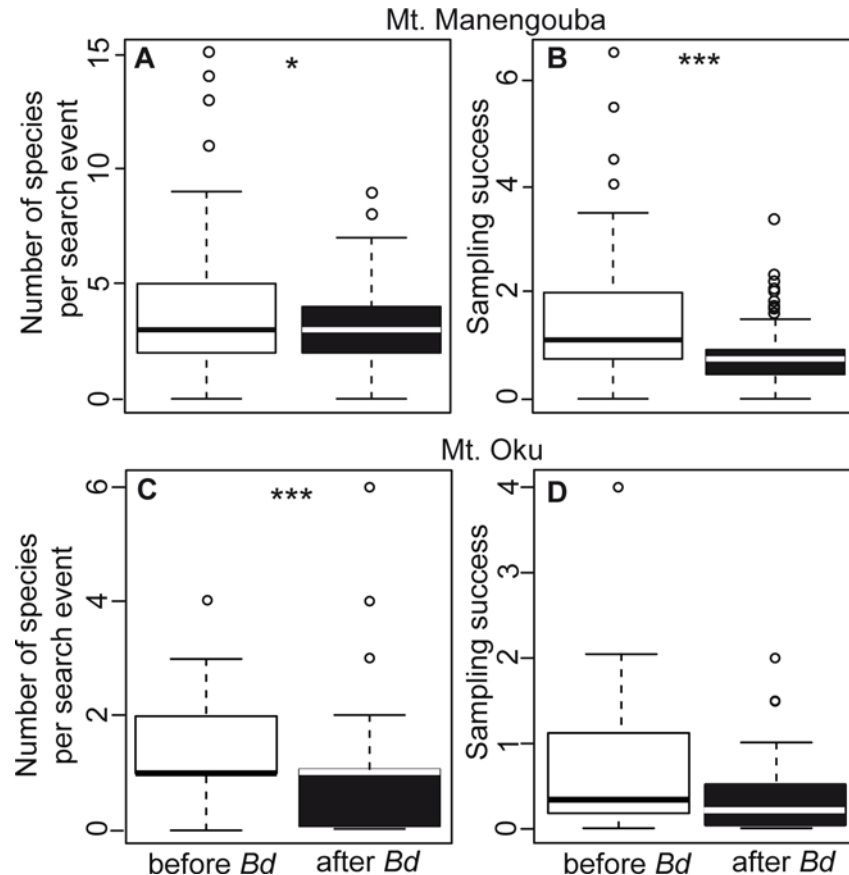 Mt. Manengouba
A
*
Number of species
per search event
15
10
5
0
B
***
Sampling success
6
4
2
0
Mt. Oku
C
***
Number of species
per search event
6
4
2
0
before Bd
after Bd
D
Sampling success
4
3
2
1
0
before Bd
after Bd